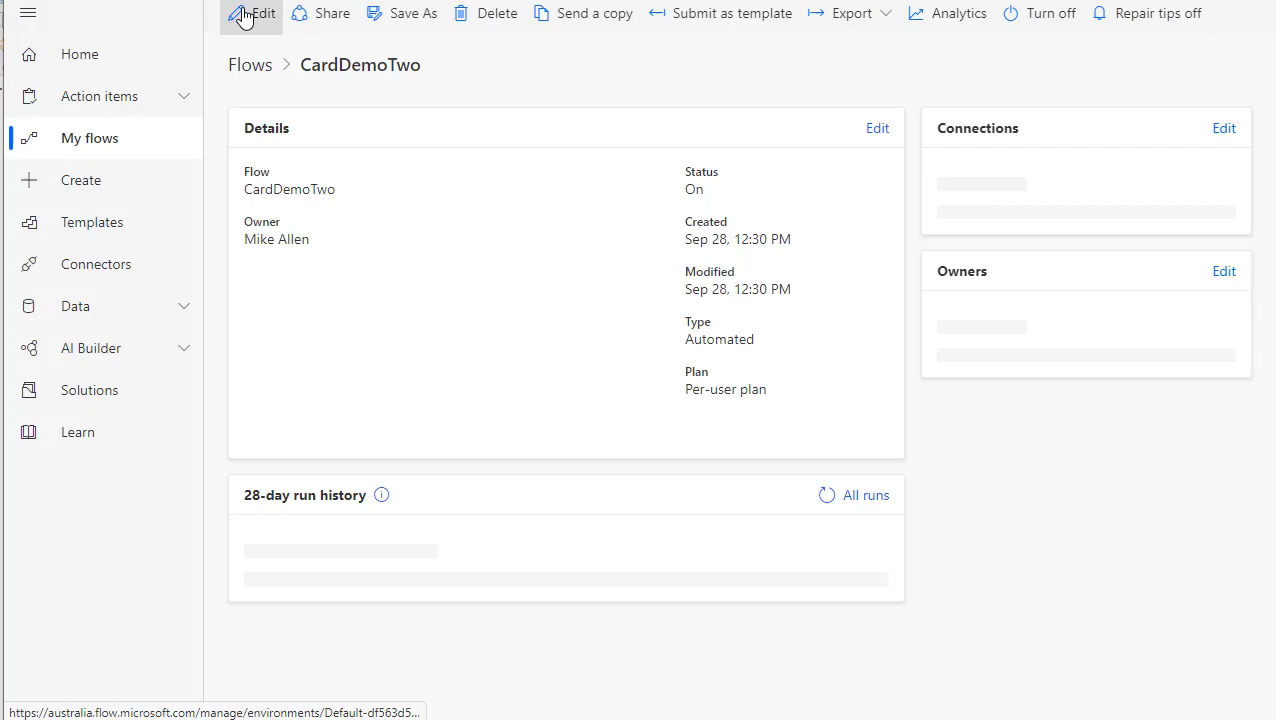 Edit Share Save As Delete Send a copy Submit as template Export Analytics Turn off Repair tips off
Home
Action items
My flows
Create
Templates
Connectors
Data
AI Builder
Solutions
Learn
Flows > CardDemoTwo
Details Edit
Flow
CardDemoTwo
Owner
Mike Allen
Status
On
Created
Sep 28, 12:30 PM
Modified
Sep 28, 12:30 PM
Type
Automated
Plan
Per-user plan
Connections Edit
Owners Edit
28-day run history All runs
https://australia.flow.microsoft.com/manage/environments/Default-df563d5...